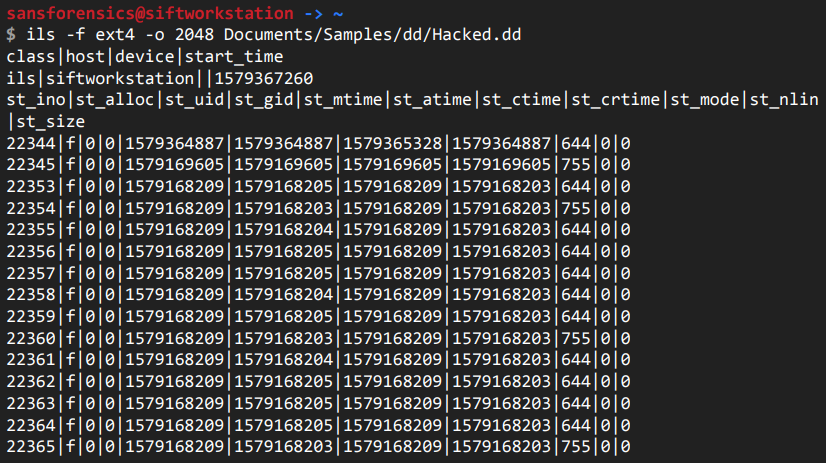 sansforensics@siftworkstation -> ~
$ ils -f ext4 -o 2048 Documents/Samples/dd/Hacked.dd
class|host|device|start_time
ils|siftworkstation||1579367260
st_ino|st_alloc|st_uid|st_gid|st_mtime|st_atime|st_ctime|st_crtime|st_mode|st_nlin
|st_size
22344|f|0|0|1579364887|1579364887|1579365328|1579364887|644|0|0
22345|f|0|0|1579169605|1579169605|1579169605|1579169605|755|0|0
22353|f|0|0|1579168209|1579168205|1579168209|1579168203|644|0|0
22354|f|0|0|1579168209|1579168203|1579168209|1579168203|755|0|0
22355|f|0|0|1579168209|1579168204|1579168209|1579168203|644|0|0
22356|f|0|0|1579168209|1579168205|1579168209|1579168203|644|0|0
22357|f|0|0|1579168209|1579168205|1579168209|1579168203|644|0|0
22358|f|0|0|1579168209|1579168204|1579168209|1579168203|644|0|0
22359|f|0|0|1579168209|1579168205|1579168209|1579168203|644|0|0
22360|f|0|0|1579168209|1579168203|1579168209|1579168203|755|0|0
22361|f|0|0|1579168209|1579168204|1579168209|1579168203|644|0|0
22362|f|0|0|1579168209|1579168205|1579168209|1579168203|644|0|0
22363|f|0|0|1579168209|1579168205|1579168209|1579168203|644|0|0
22364|f|0|0|1579168209|1579168205|1579168209|1579168203|644|0|0
22365|f|0|0|1579168209|1579168203|1579168209|1579168203|755|0|0